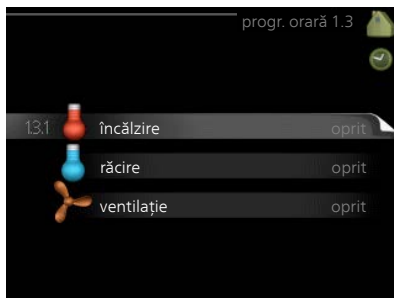 progr. orară 1.3
1.3.1 încălzire oprit
răcire oprit
ventilație oprit